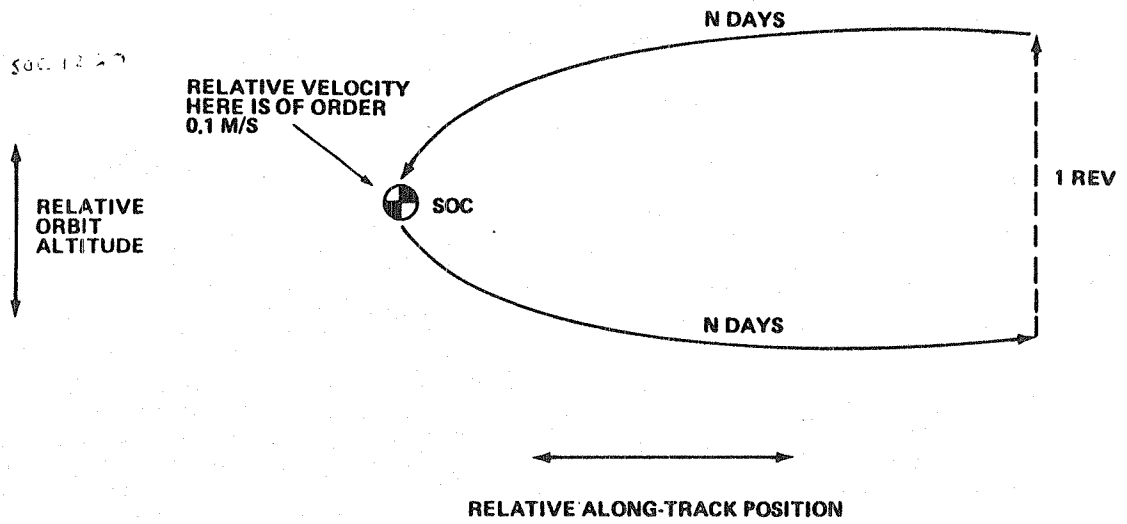 N DAYS
RELATIVE VELOCITY
HERE IS OF ORDER
0.1 M/S
1 REV
SOC
RELATIVE
ORBIT
ALTITUDE
N DAYS
RELATIVE ALONG-TRACK POSITION